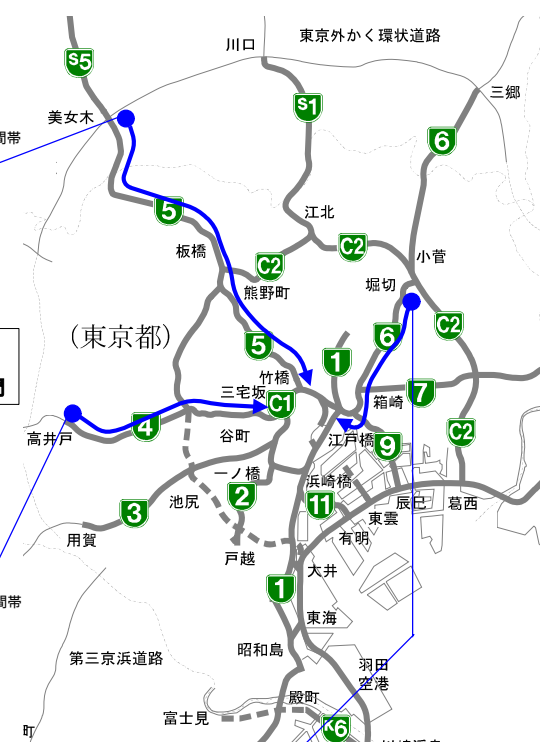 川口
東京外かく環状道路
S5
三郷
S1
美女木
間帯
6
5
江北
板橋
C2
C2
小菅
熊野町
堀切
(東京都)
5
6
C2
1
竹橋
三宅坂
C1
箱崎
7
高井戸
4
谷町
江戸橋
9
C2
一ノ橋
浜崎橋
3
池尻
2
11
辰巳
葛西
東雲
用賀
有明
戸越
大井
間帯
1
東海
昭和島
第三京浜道路
羽田
空港
殿町
富士見
町
K6